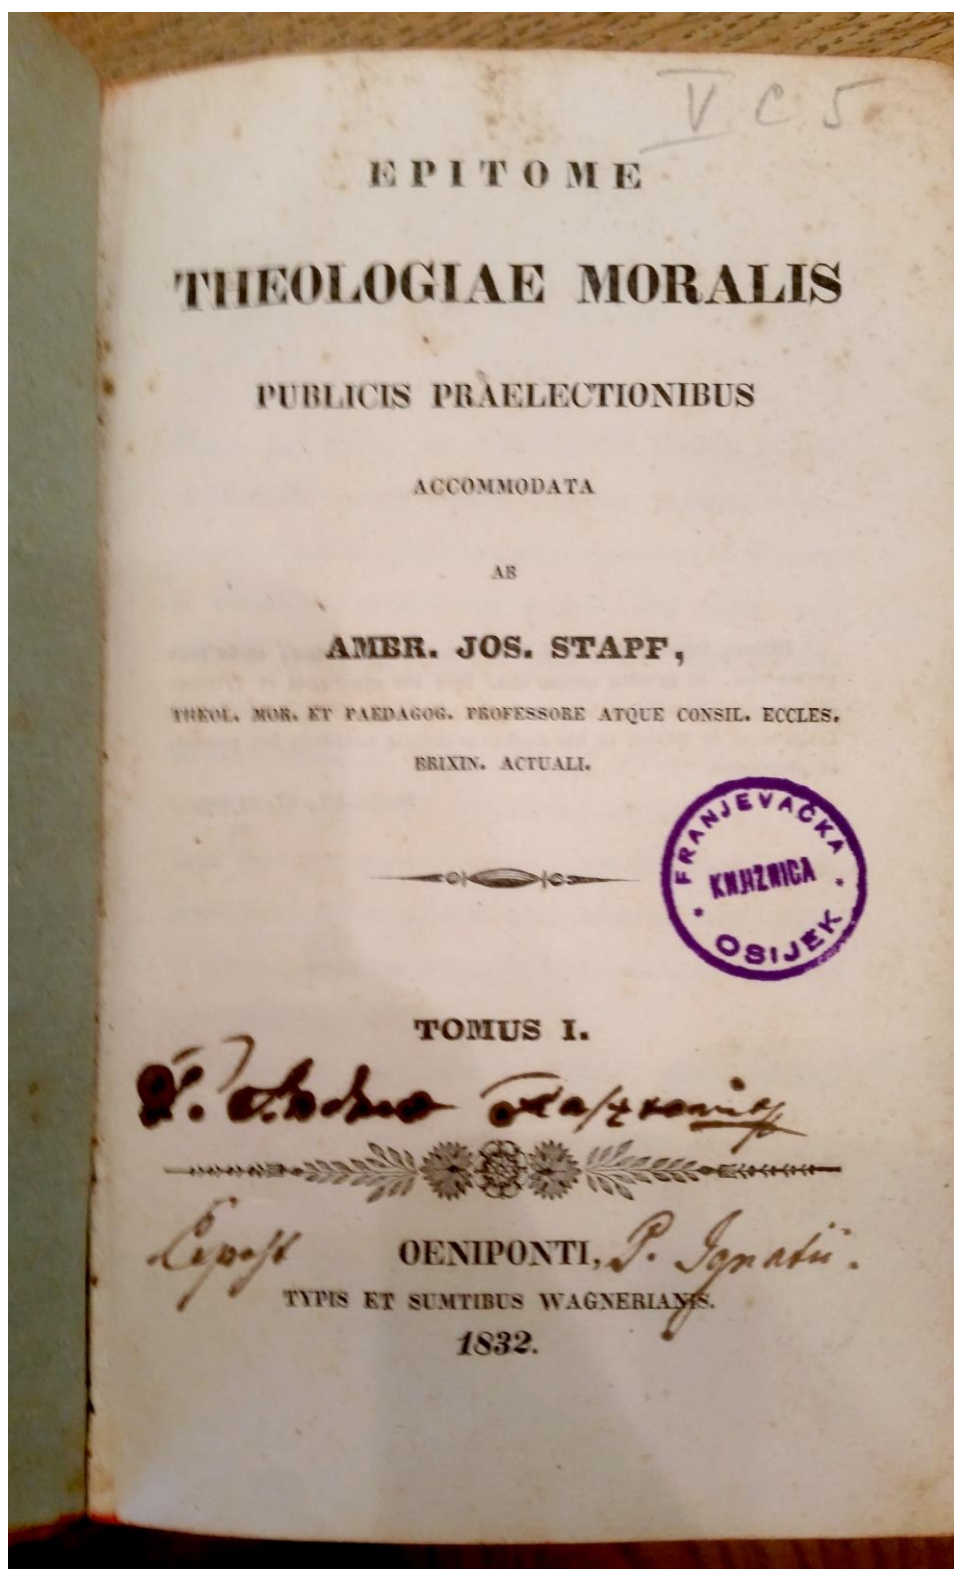 V C 5
EPITOME
THEOLOGIAE MORALIS
PUBLICIS PRAELECTIONIBUS
ACCOMMODATA
AB
AMBR. JOS. STAPF,
THEOL. MOR. ET PAEDAGOG. PROFESSORE ATQUE CONSIL. ECCLES.
BRIXIN. ACTUALI.
FRANJEVAČKA
KNJIŽNICA
OSIJEK
TOMUS I.
OENIPONTI,
P. Ignatii.
TYPIS ET SUMTIBUS WAGNERIANIS.
1832.